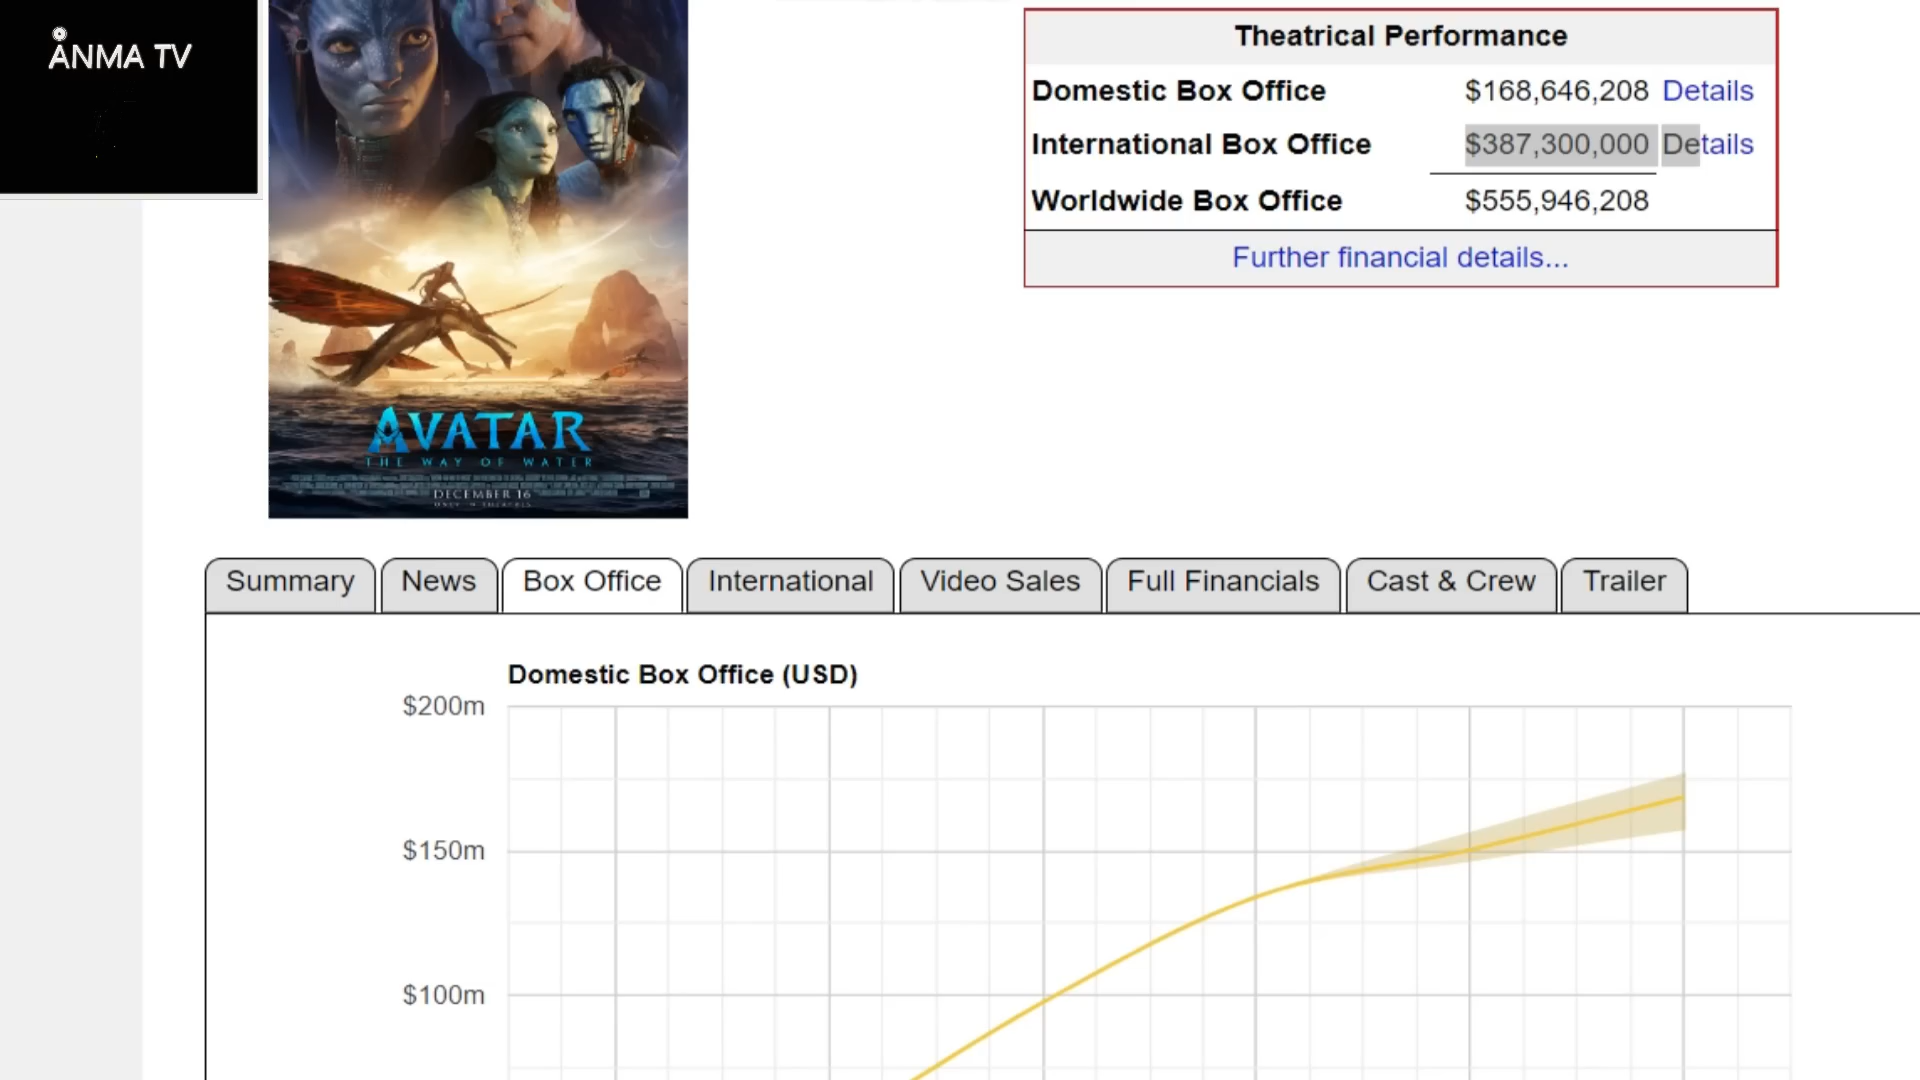 ÅNMA TV
Theatrical Performance
Domestic Box Office $168,646,208 Details
International Box Office $387,300,000 Details
Worldwide Box Office $555,946,208
Further financial details...
AVATAR
THE WAY OF WATER
DECEMBER 16
Summary News Box Office International Video Sales Full Financials Cast & Crew Trailer
Domestic Box Office (USD)
$200m
$150m
$100m